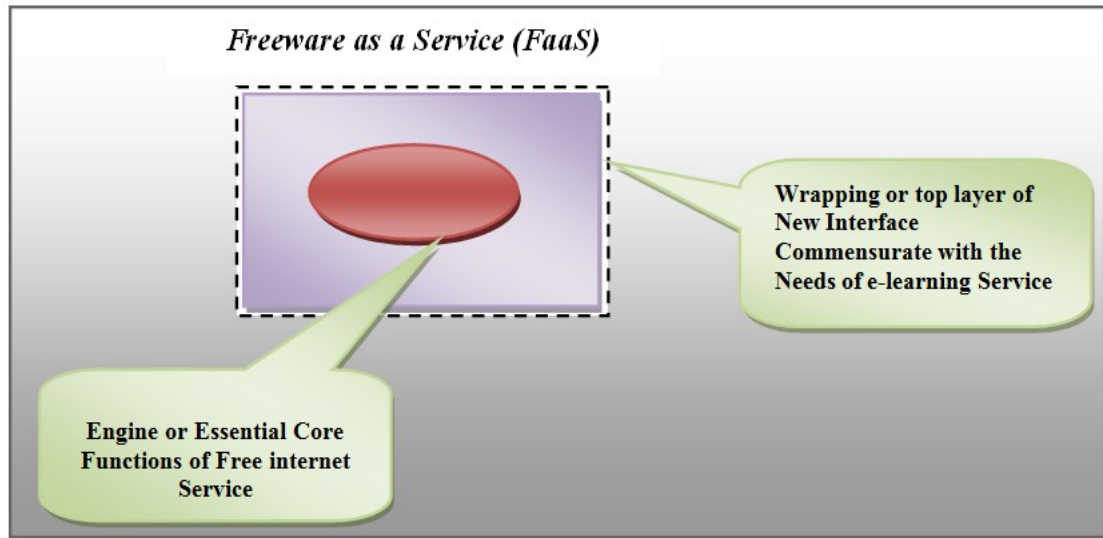 Freeware as a Service (FaaS)
Wrapping or top layer of
New Interface
Commensurate with the
Needs of e-learning Service
Engine or Essential Core
Functions of Free internet
Service